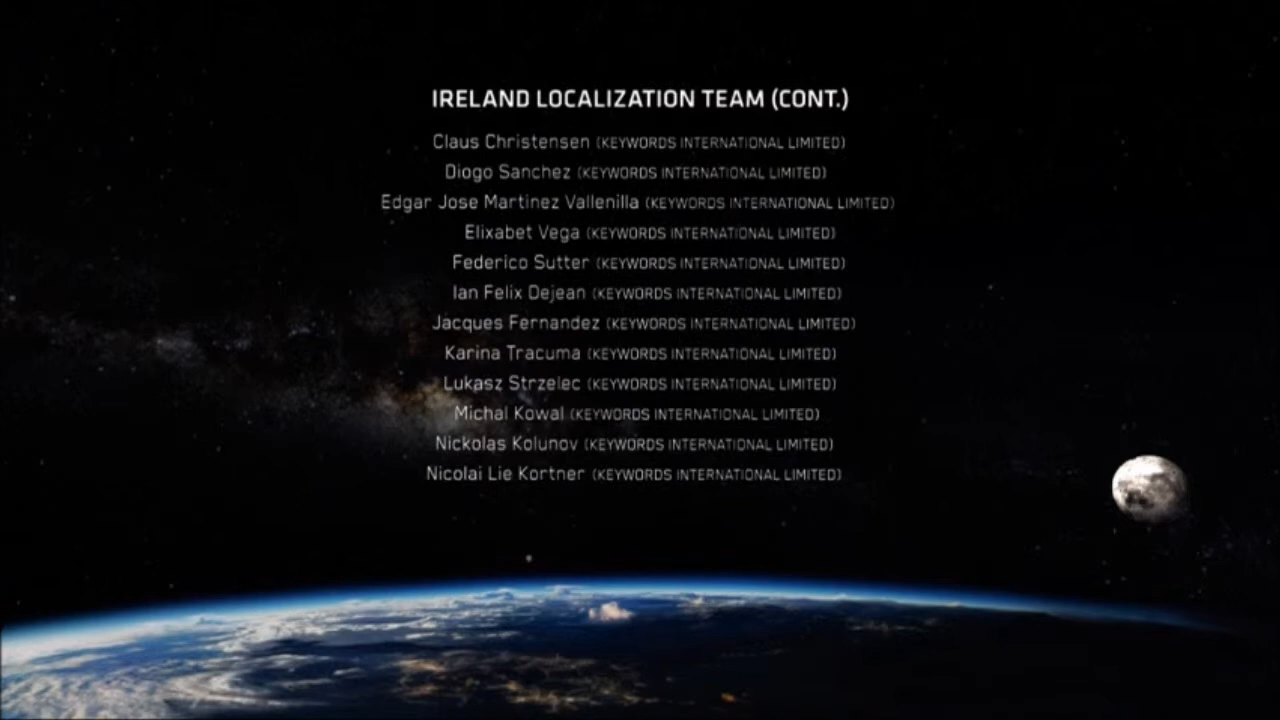 IRELAND LOCALIZATION TEAM (CONT.)
Claus Christensen (KEYWORDS INTERNATIONAL LIMITED)
Diogo Sanchez (KEYWORDS INTERNATIONAL LIMITED)
Edgar Jose Martinez Vallenilla (KEYWORDS INTERNATIONAL LIMITED)
Elixabet Vega (KEYWORDS INTERNATIONAL LIMITED)
Federico Sutter (KEYWORDS INTERNATIONAL LIMITED)
Ian Felix Dejean (KEYWORDS INTERNATIONAL LIMITED)
Jacques Fernandez (KEYWORDS INTERNATIONAL LIMITED)
Karina Tracuma (KEYWORDS INTERNATIONAL LIMITED)
Lukasz Strzelec (KEYWORDS INTERNATIONAL LIMITED)
Michal Kowal (KEYWORDS INTERNATIONAL LIMITED)
Nickolas Kolunov (KEYWORDS INTERNATIONAL LIMITED)
Nicolai Lie Kortner (KEYWORDS INTERNATIONAL LIMITED)